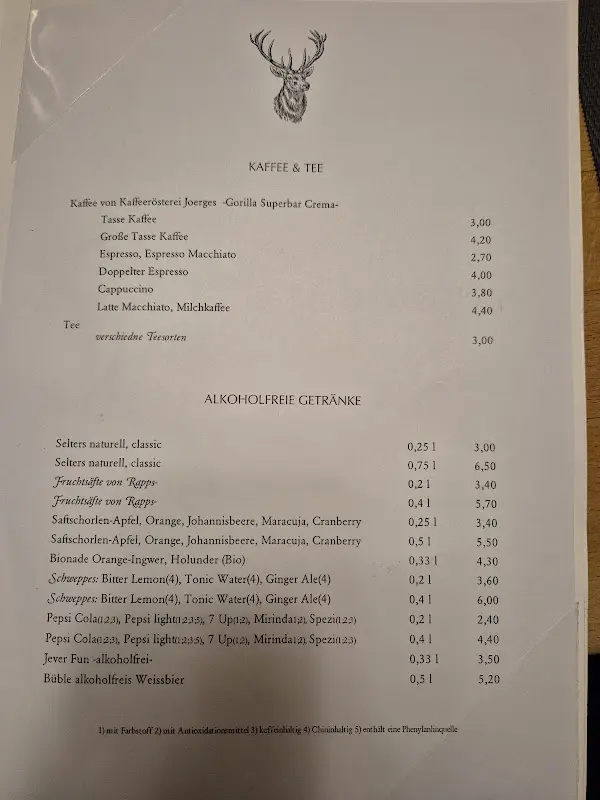 KAFFEE & TEE
Kaffee von Kaffeerösterei Joerges -Gorilla Superbar Crema-
Tasse Kaffee 3,00
Große Tasse Kaffee 4,20
Espresso, Espresso Macchiato 2,70
Doppelter Espresso 4,00
Cappuccino 3,80
Latte Macchiato, Milchkaffee 4,40
Tee
verschiedne Teesorten 3,00
ALKOHOLFREIE GETRÄNKE
Selters naturell, classic 0,25 l 3,00
Selters naturell, classic 0,75 l 6,50
Fruchtsäfte von Rapps- 0,2 l 3,40
Fruchtsäfte von Rapps- 0,4 l 5,70
Saftschorlen-Apfel, Orange, Johannisbeere, Maracuja, Cranberry 0,25 l 3,40
Saftschorlen-Apfel, Orange, Johannisbeere, Maracuja, Cranberry 0,5 l 5,50
Bionade Orange-Ingwer, Holunder (Bio) 0,33 l 4,30
Schweppes: Bitter Lemon(4), Tonic Water(4), Ginger Ale(4) 0,2 l 3,60
Schweppes: Bitter Lemon(4), Tonic Water(4), Ginger Ale(4) 0,4 l 6,00
Pepsi Cola(1;2;3), Pepsi light(1;2;3;5), 7 Up(1;2), Mirinda1;2), Spezi(1;2;3) 0,2 l 2,40
Pepsi Cola(1;2;3), Pepsi light(1;2;3;5), 7 Up(1;2), Mirinda1;2), Spezi(1;2;3) 0,4 l 4,40
Jever Fun -alkoholfrei- 0,33 l 3,50
Büble alkoholfreis Weissbier 0,5 l 5,20
1) mit Farbstoff 2) mit Antioxidationsmittel 3) keffeinhaltig 4) Chininhaltig 5) enthält eine Phenylanlinquelle